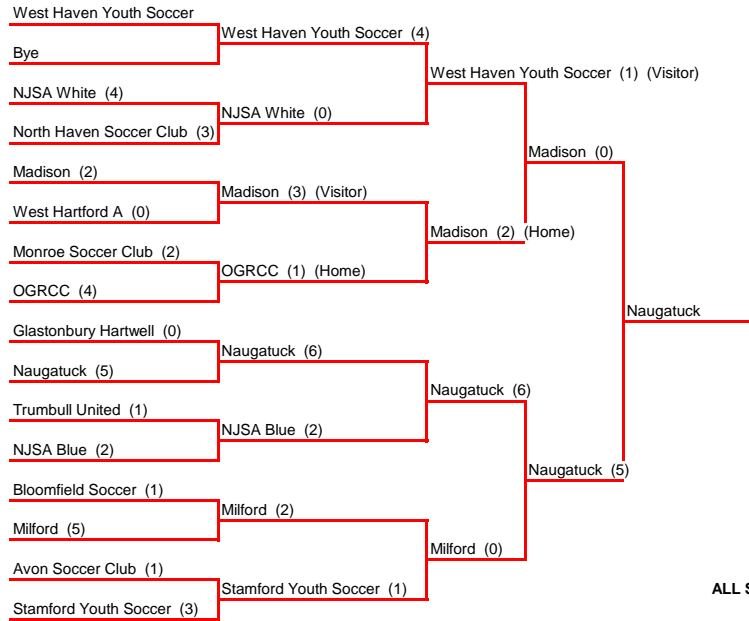 West Haven Youth Soccer
Bye
NJSA White (4)
North Haven Soccer Club (3)
Madison (2)
West Hartford A (0)
Monroe Soccer Club (2)
OGRCC (4)
Glastonbury Hartwell (0)
Naugatuck (5)
Trumbull United (1)
NJSA Blue (2)
Bloomfield Soccer (1)
Milford (5)
Avon Soccer Club (1)
Stamford Youth Soccer (3)
West Haven Youth Soccer (4)
NJSA White (0)
Madison (3) (Visitor)
OGRCC (1) (Home)
Naugatuck (6)
NJSA Blue (2)
Milford (2)
Stamford Youth Soccer (1)
West Haven Youth Soccer (1) (Visitor)
Madison (2) (Home)
Naugatuck (6)
Milford (0)
Madison (0)
Naugatuck (5)
Naugatuck
ALL